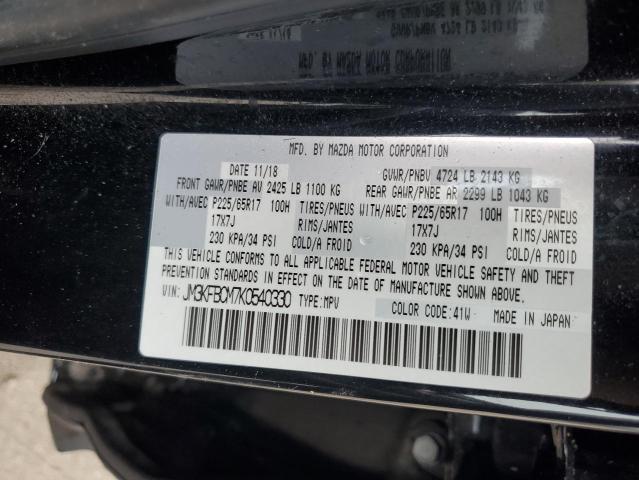 MFD. BY MAZDA MOTOR CORPORATION
DATE 11/18 GVWR/PNBV 4724 LB 2143 KG
FRONT GAWR/PNBE AV 2425 LB 1100 KG REAR GAWR/PNBE AR 2299 LB 1043 KG
WITH/AVEC P225/65R17 100H TIRES/PNEUS WITH/AVEC P225/65R17 100H TIRES/PNEUS
17X7J RIMS/JANTES 17X7J RIMS/JANTES
230 KPA/34 PSI COLD/A FROID 230 KPA/34 PSI COLD/A FROID
THIS VEHICLE CONFORMS TO ALL APPLICABLE FEDERAL MOTOR VEHICLE SAFETY AND THEFT
PREVENTION STANDARDS IN EFFECT ON THE DATE OF MANUFACTURE SHOWN ABOVE.
VIN: JM3KFBCM7K0540330 TYPE: MPV COLOR CODE: 41W MADE IN JAPAN